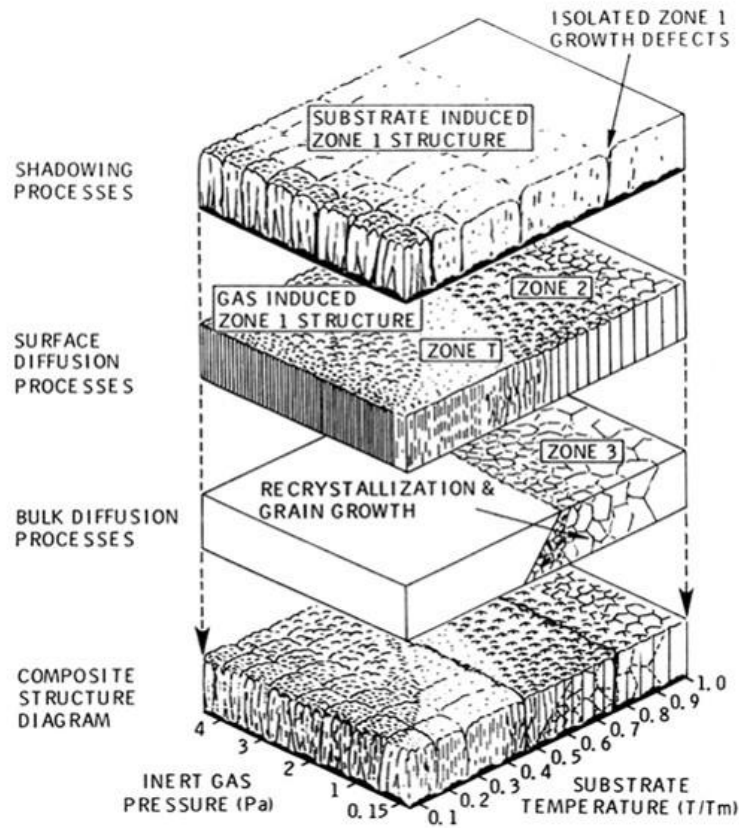 ISOLATED ZONE 1
GROWTH DEFECTS
SUBSTRATE INDUCED
ZONE 1 STRUCTURE
SHADOWING
PROCESSES
ZONE 2
GAS INDUCED
ZONE 1 STRUCTURE
ZONE T
SURFACE
DIFFUSION
PROCESSES
ZONE 3
RECRYSTALLIZATION &
GRAIN GROWTH
BULK DIFFUSION
PROCESSES
COMPOSITE
STRUCTURE
DIAGRAM
4
3
2
1
0.15
INERT GAS
PRESSURE (Pa)
0.1
0.2
0.3
0.4
0.5
0.6
0.7
0.8
0.9
1.0
SUBSTRATE
TEMPERATURE (T/Tm)